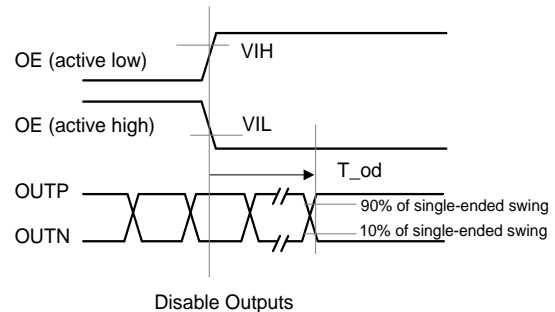 OE (active low)
VIH
OE (active high)
VIL
T_od
OUTP
90% of single-ended swing
OUTN
10% of single-ended swing
Disable Outputs